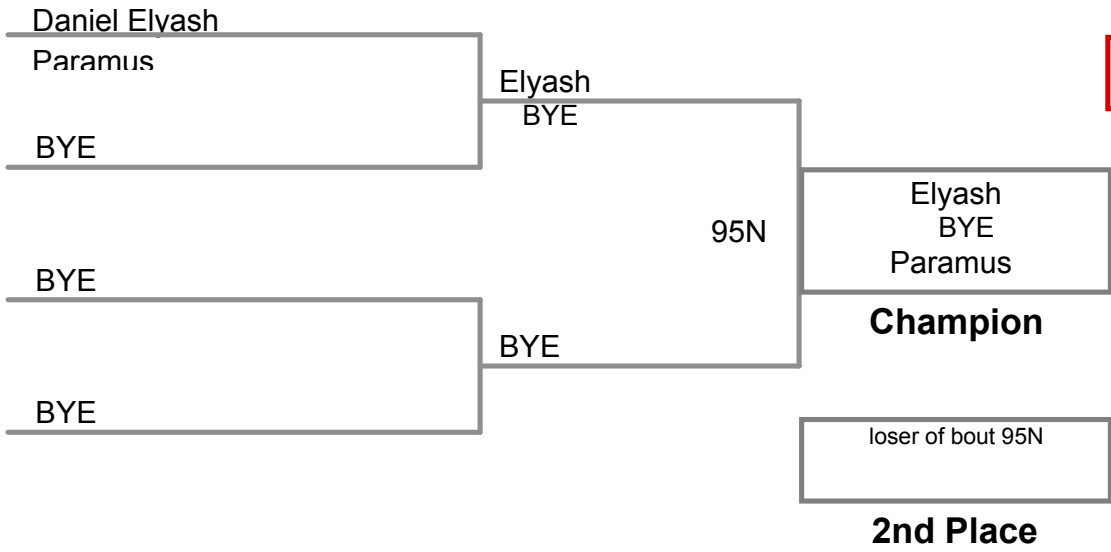 Daniel Elyash
Paramus
Elyash
BYE
BYE
95N
Elyash
BYE
Paramus
BYE
Champion
BYE
BYE
loser of bout 95N
2nd Place